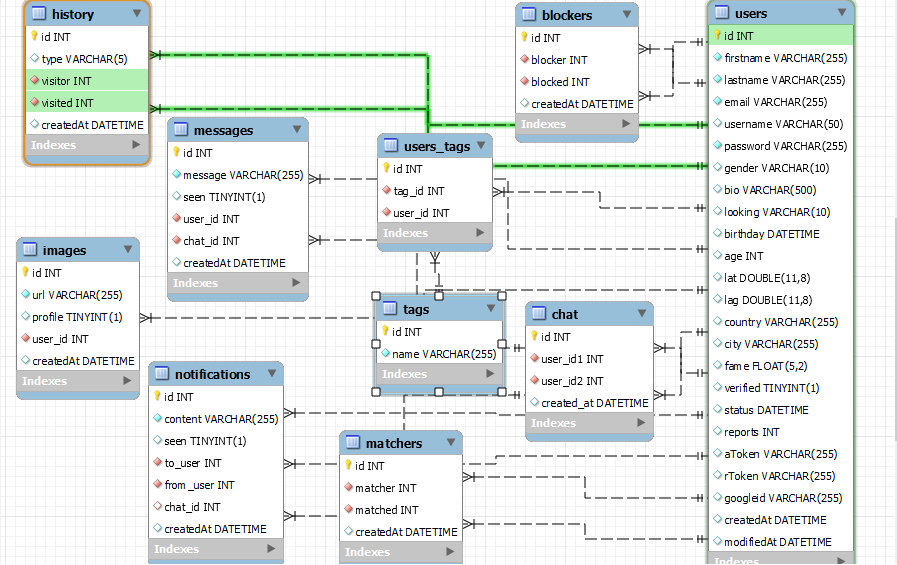 history
id INT
type VARCHAR(5)
visitor INT
visited INT
createdAt DATETIME
Indexes
blockers
id INT
blocker INT
blocked INT
createdAt DATETIME
Indexes
users
id INT
firstname VARCHAR(255)
lastname VARCHAR(255)
email VARCHAR(255)
username VARCHAR(50)
password VARCHAR(255)
gender VARCHAR(10)
bio VARCHAR(500)
looking VARCHAR(10)
birthday DATETIME
age INT
lat DOUBLE(11,8)
lag DOUBLE(11,8)
country VARCHAR(255)
city VARCHAR(255)
fame FLOAT(5,2)
verified TINYINT(1)
status DATETIME
reports INT
aToken VARCHAR(255)
rToken VARCHAR(255)
googleid VARCHAR(255)
createdAt DATETIME
modifiedAt DATETIME
Indexes
messages
id INT
message VARCHAR(255)
seen TINYINT(1)
user_id INT
chat_id INT
createdAt DATETIME
Indexes
users_tags
id INT
tag_id INT
user_id INT
Indexes
images
id INT
url VARCHAR(255)
profile TINYINT(1)
user_id INT
createdAt DATETIME
Indexes
tags
id INT
name VARCHAR(255)
Indexes
chat
id INT
user_id1 INT
user_id2 INT
created_at DATETIME
Indexes
notifications
id INT
content VARCHAR(255)
seen TINYINT(1)
to_user INT
from_user INT
chat_id INT
createdAt DATETIME
Indexes
matchers
id INT
matcher INT
matched INT
createdAt DATETIME
Indexes